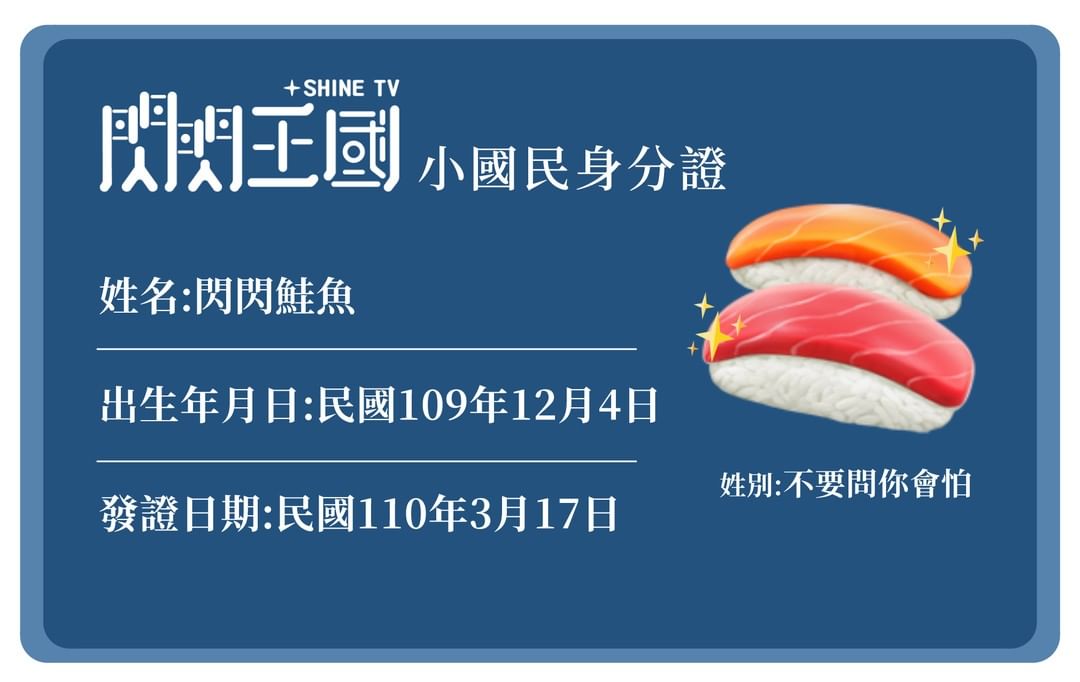 +SHINE TV
閃閃王國 小國民身分證
姓名:閃閃鮭魚
出生年月日:民國109年12月4日
發證日期:民國110年3月17日
姓別:不要問你會怕